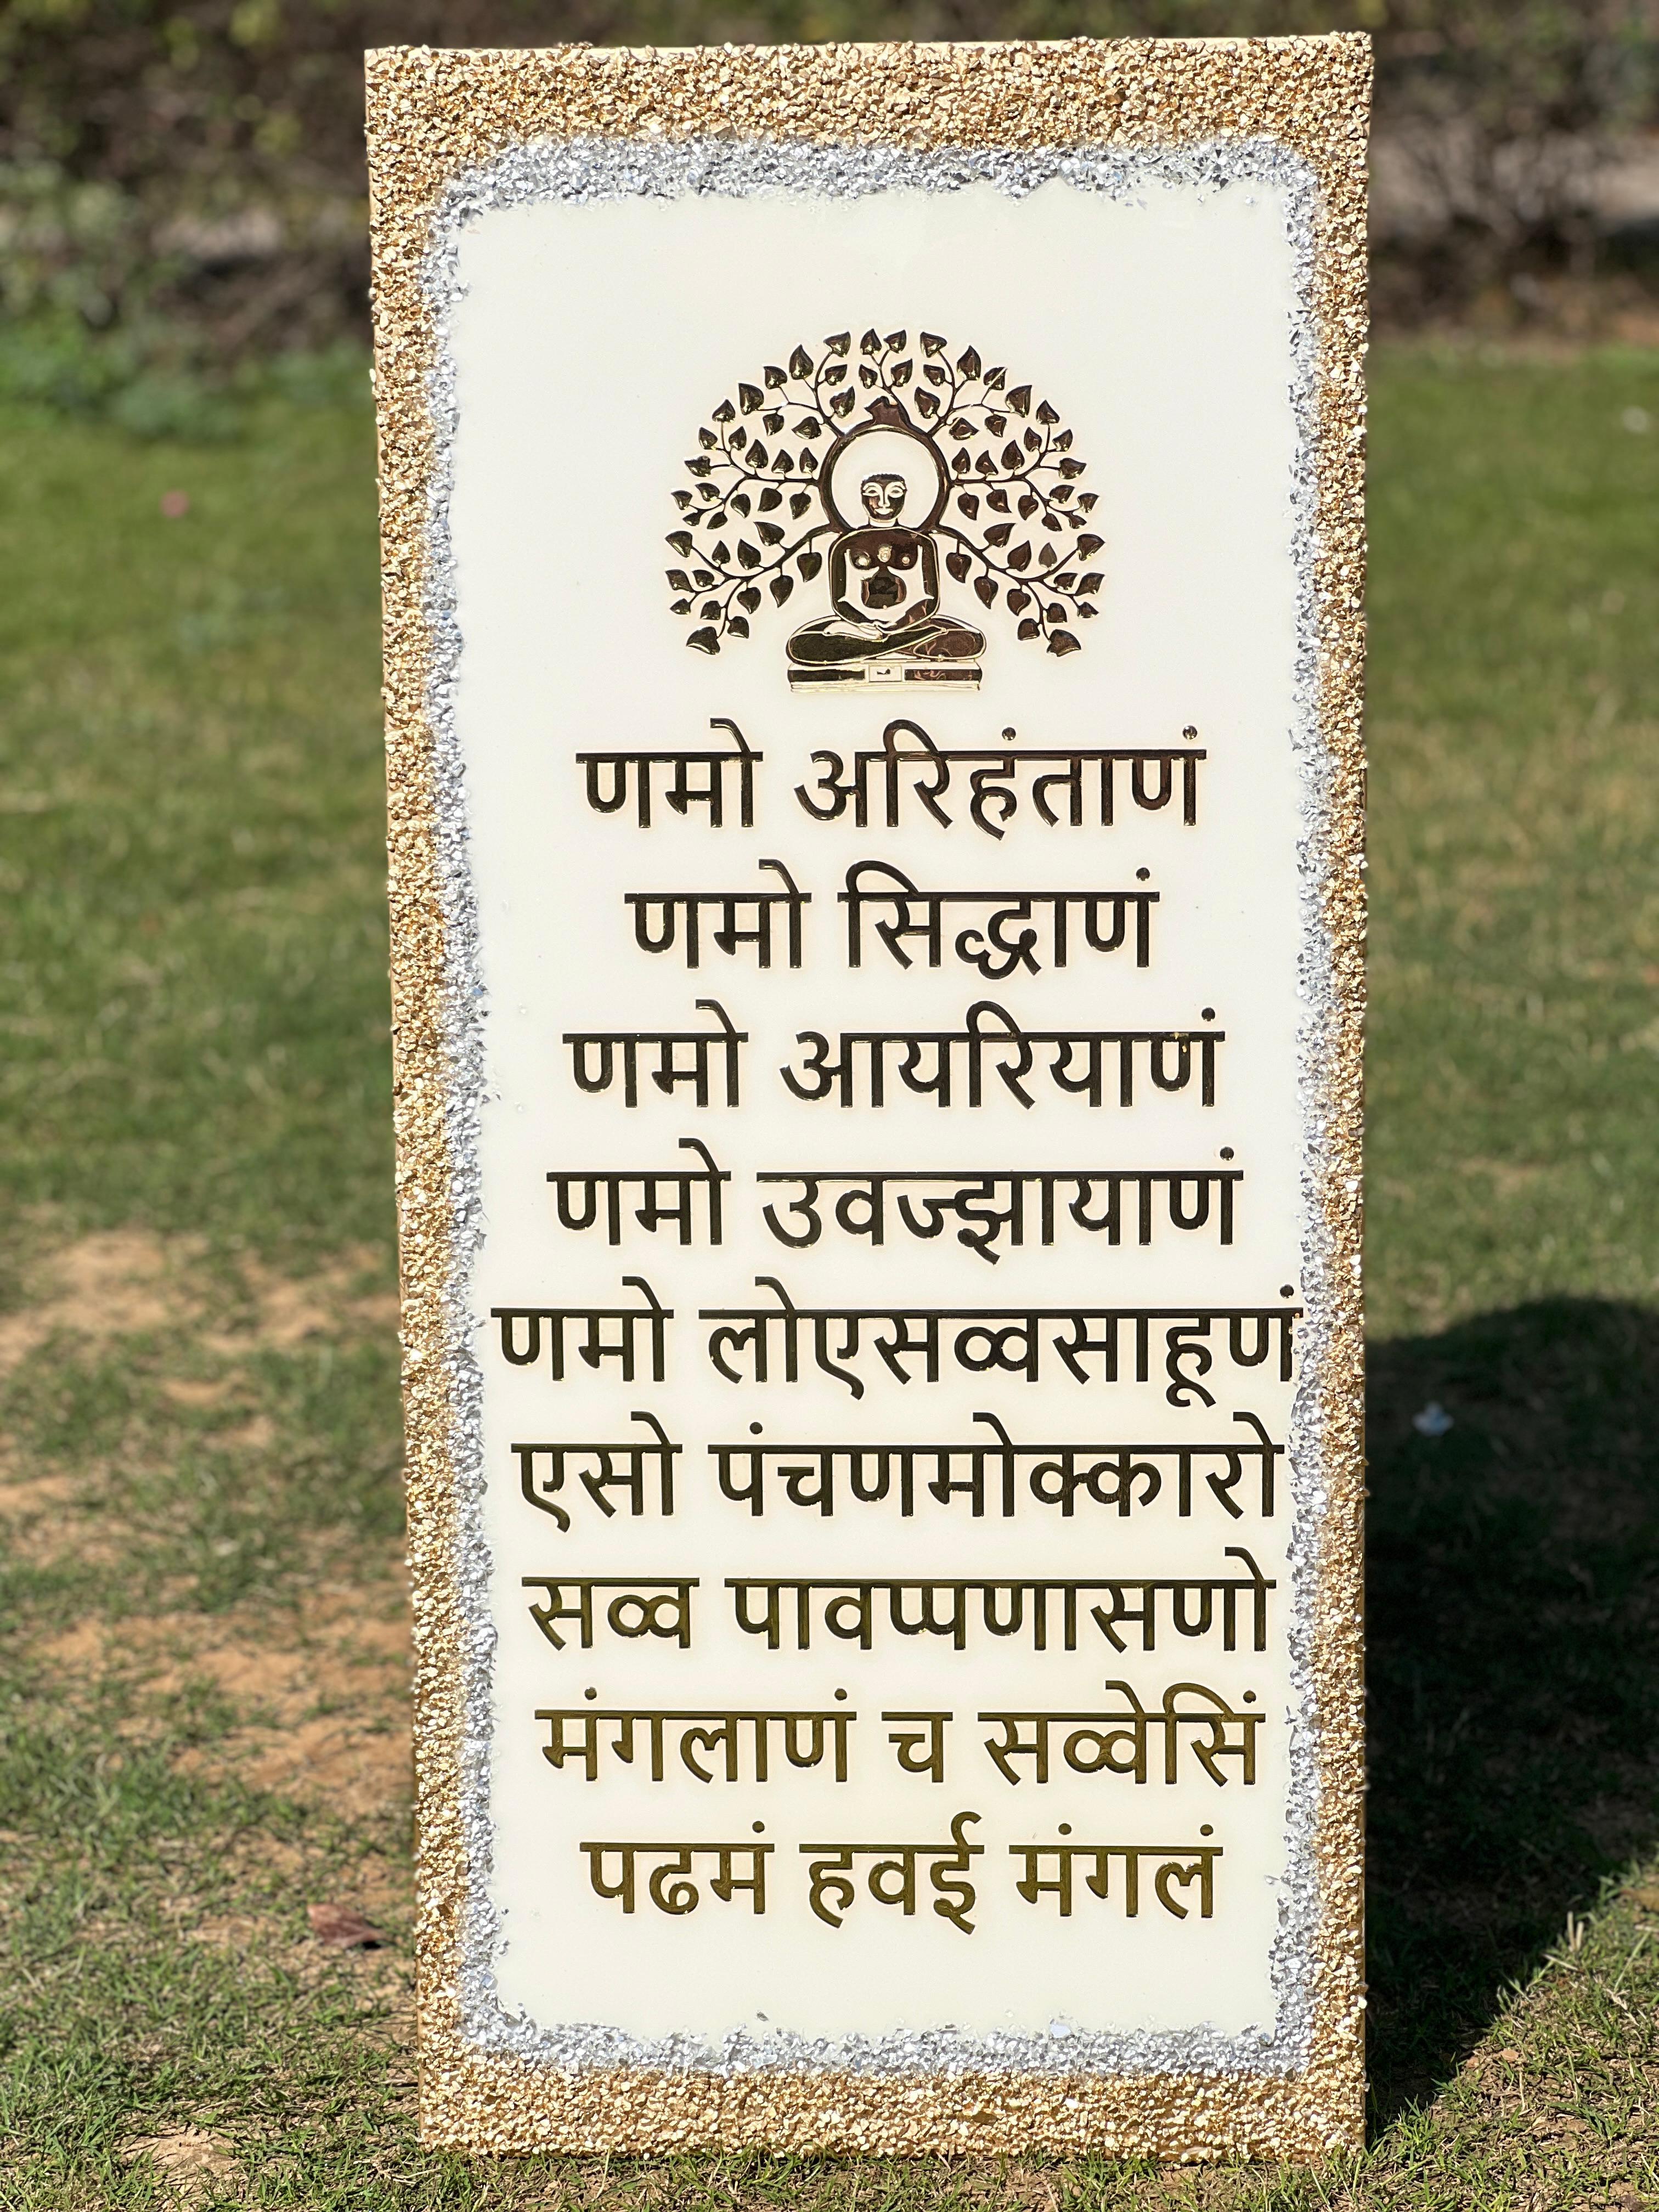 णमो अरिहंताणं
णमो सिद्धाणं
णमो आयरियाणं
णमो उवज्झायाणं
णमो लोएसव्वसाहूणं
एसो पंचणमोक्कारो
सव्व पावप्पणासणो
मंगलाणं च सव्वेसिं
पढमं हवई मंगलं